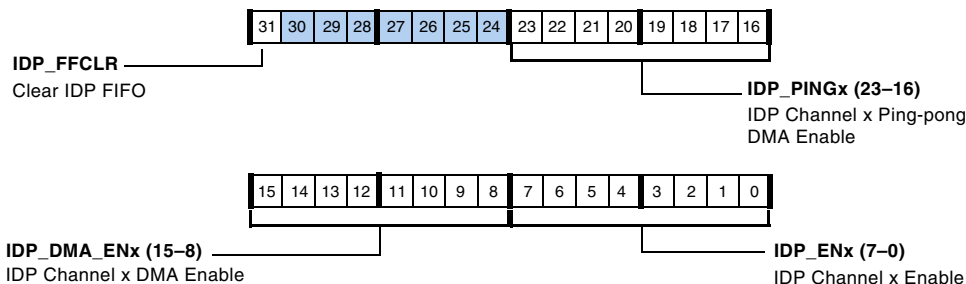 31 30 29 28 27 26 25 24 23 22 21 20 19 18 17 16
IDP_FFCLR
Clear IDP FIFO
IDP_PINGx (23–16)
IDP Channel x Ping-pong
DMA Enable
15 14 13 12 11 10 9 8 7 6 5 4 3 2 1 0
IDP_DMA_ENx (15–8)
IDP Channel x DMA Enable
IDP_ENx (7–0)
IDP Channel x Enable